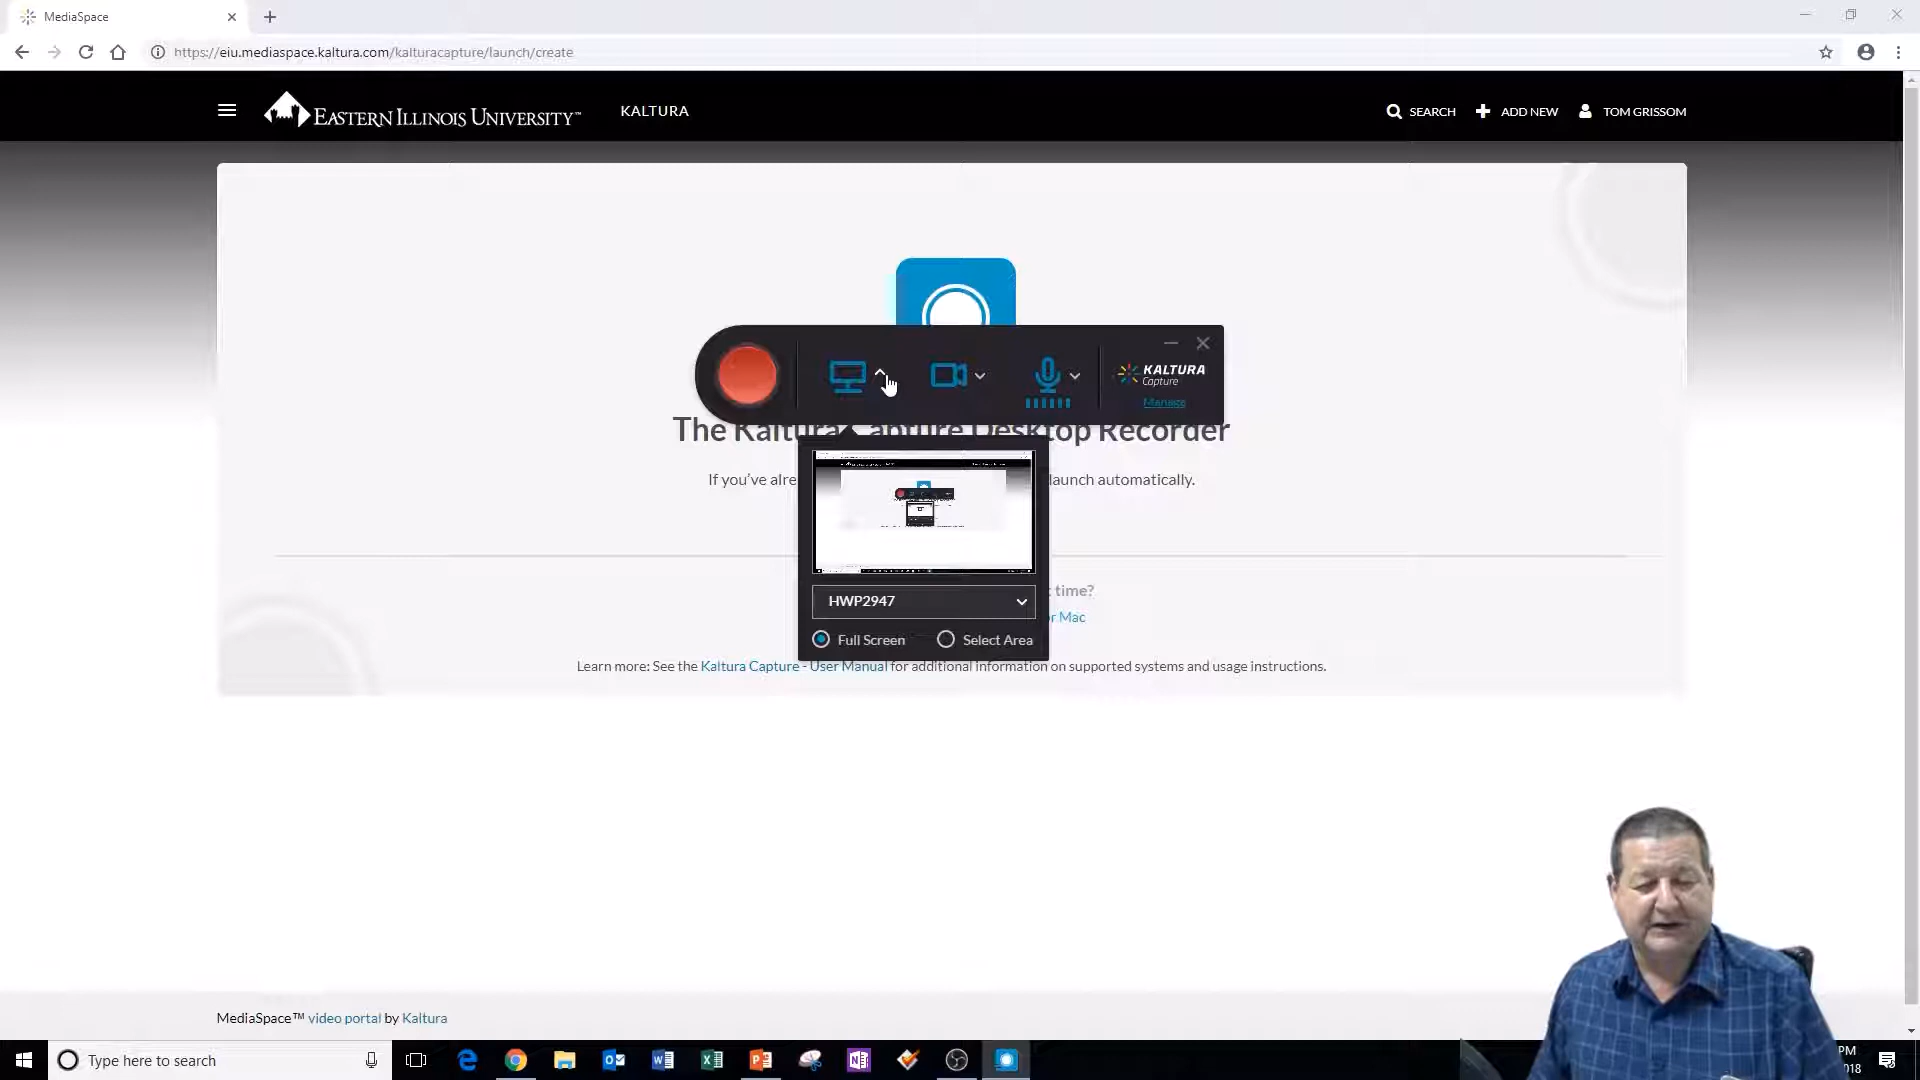 MediaSpace
https://eiu.mediaspace.kaltura.com/kalturacapture/launch/create
EASTERN ILLINOIS UNIVERSITY™
KALTURA
SEARCH
ADD NEW
TOM GRISSOM
KALTURA
Capture
Manage
The Kaltura Capture Desktop Recorder
If you've alre
launch automatically.
time?
or Mac
HWP2947
Full Screen
Select Area
Learn more: See the Kaltura Capture - User Manual for additional information on supported systems and usage instructions.
MediaSpace™ video portal by Kaltura
Type here to search
PM
018